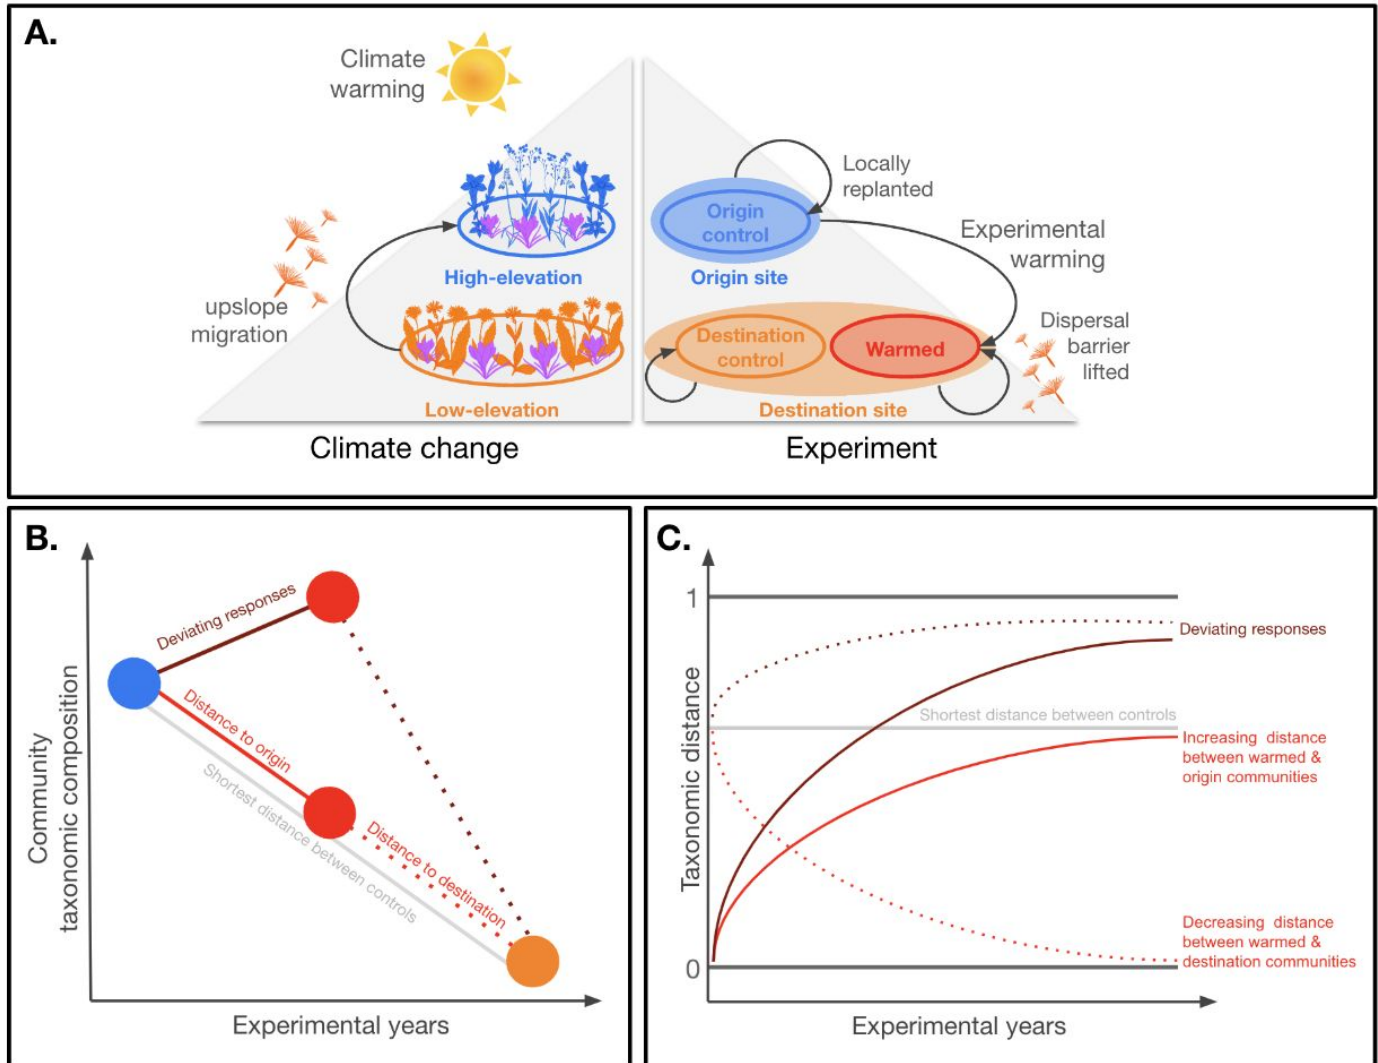 A.
Climate
warming
upslope
migration
High-elevation
Low-elevation
Climate change
Locally
replanted
Origin
control
Origin site
Experimental
warming
Destination
control
Warmed
Dispersal
barrier
lifted
Destination site
Experiment
B.
Community
taxonomic composition
Deviating responses
Distance to origin
Shortest distance between controls
Distance to destination
Experimental years
C.
Taxonomic distance
1
Deviating responses
Shortest distance between controls
Increasing distance
between warmed &
origin communities
Decreasing distance
between warmed &
destination communities
0
Experimental years